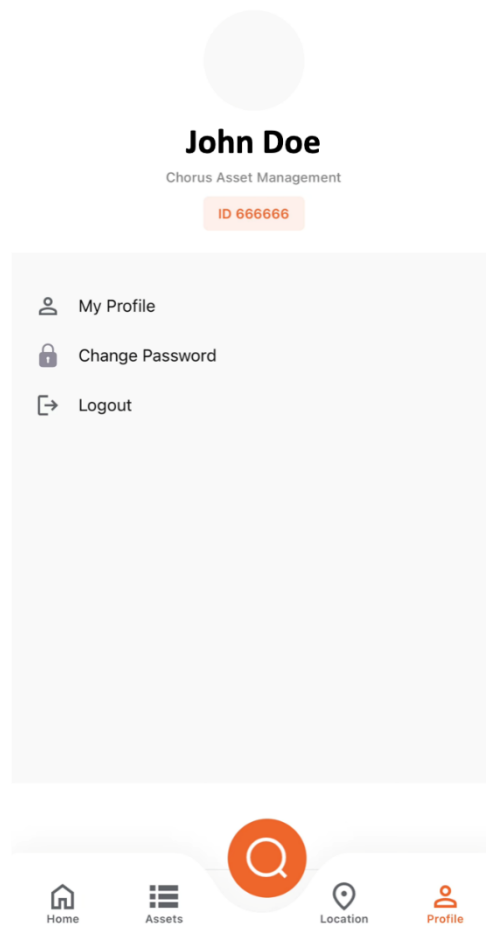 John Doe
Chorus Asset Management
ID 666666
My Profile
Change Password
Logout
Home
Assets
Location
Profile